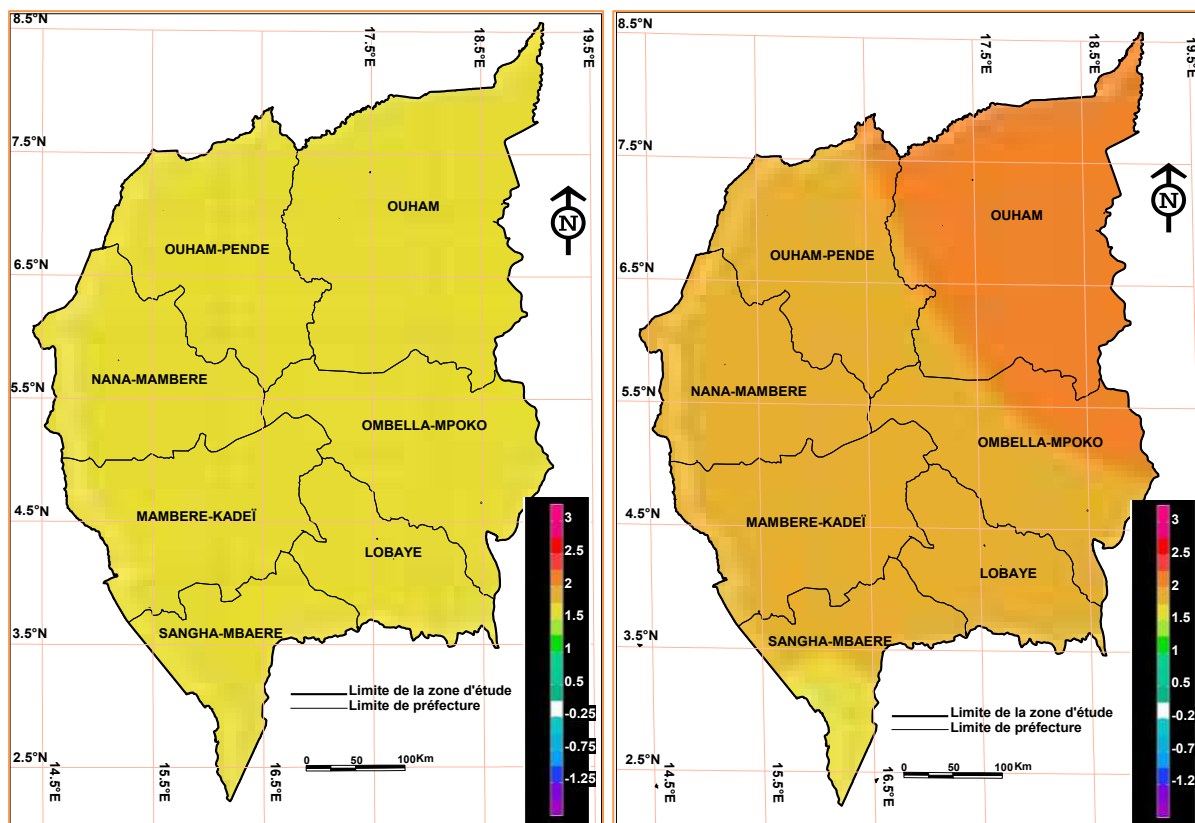 8.5°N
17.5°E
18.5°E
19.5°E
7.5°N
N
OUHAM
OUHAM-PENDE
6.5°N
NANA-MAMBERE
5.5°N
OMBELLA-MPOKO
MAMBERE-KADEÏ
4.5°N
LOBAYE
SANGHA-MBAERE
3.5°N
Limite de la zone d'étude
Limite de préfecture
0 50 100Km
2.5°N
14.5°E
15.5°E
16.5°E
3
2.5
2
1.5
1
0.5
-0.25
-0.75
-1.25
8.5°N
17.5°E
18.5°E
19.5°E
7.5°N
N
OUHAM
OUHAM-PENDE
6.5°N
NANA-MAMBERE
5.5°N
OMBELLA-MPOKO
MAMBERE-KADEÏ
4.5°N
LOBAYE
SANGHA-MBAERE
3.5°N
Limite de la zone d'étude
Limite de préfecture
0 50 100Km
2.5°N
14.5°E
15.5°E
16.5°E
3
2.5
2
1.5
1
0.5
-0.2
-0.7
-1.2